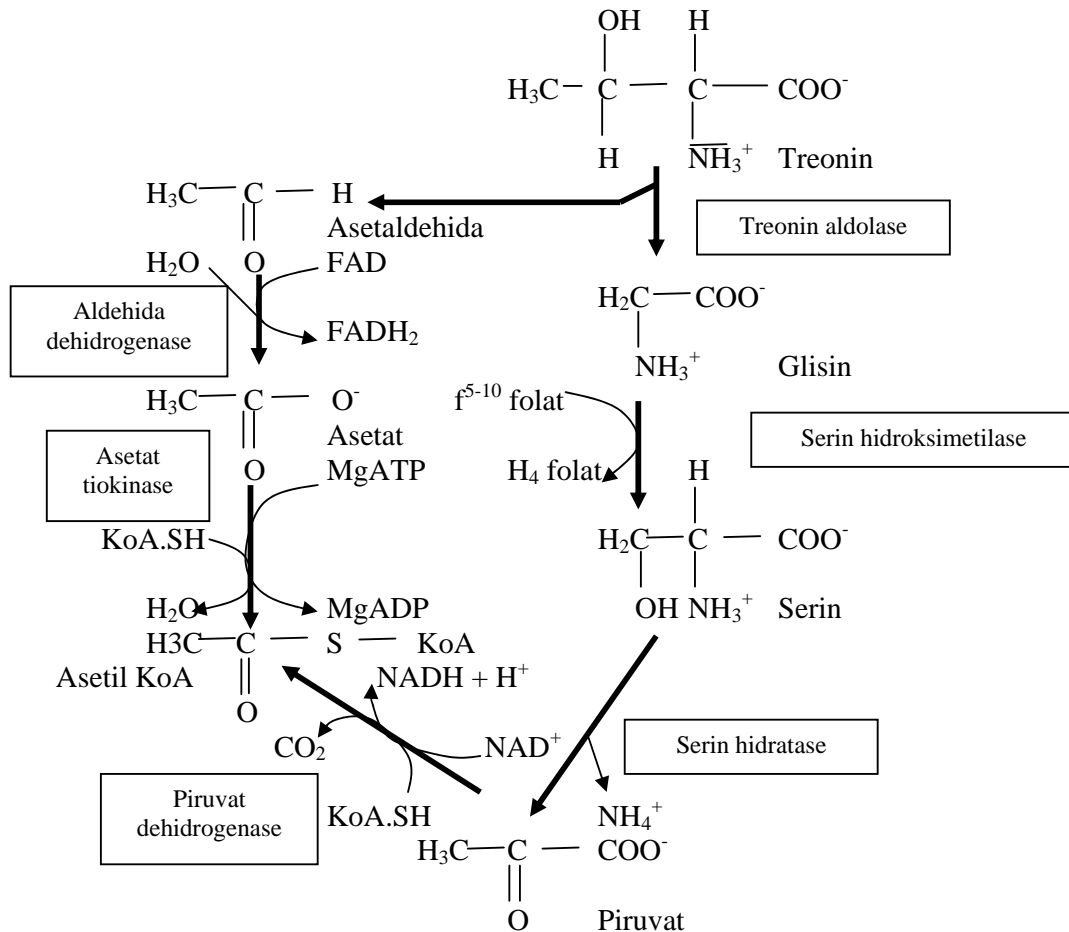 OH H
H₃C C C COO⁻
H NH₃⁺ Treonin
H₃C C H
Asetaldehida
Treonin aldolase
H₂O O FAD
H₂C COO⁻
Aldehida
dehidrogenase
FADH₂
NH₃⁺ Glisin
H₃C C O⁻
f⁵⁻¹⁰ folat
Asetat
Serin hidroksimetilase
Asetat
tiokinase
O MgATP
H₄ folat H
KoA.SH
H₂C C COO⁻
H₂O MgADP
OH NH₃⁺ Serin
H3C C S KoA
Asetil KoA
NADH + H⁺
O
CO₂ NAD⁺
Serin hidratase
Piruvat
dehidrogenase
KoA.SH
NH₄⁺
H₃C C COO⁻
O Piruvat